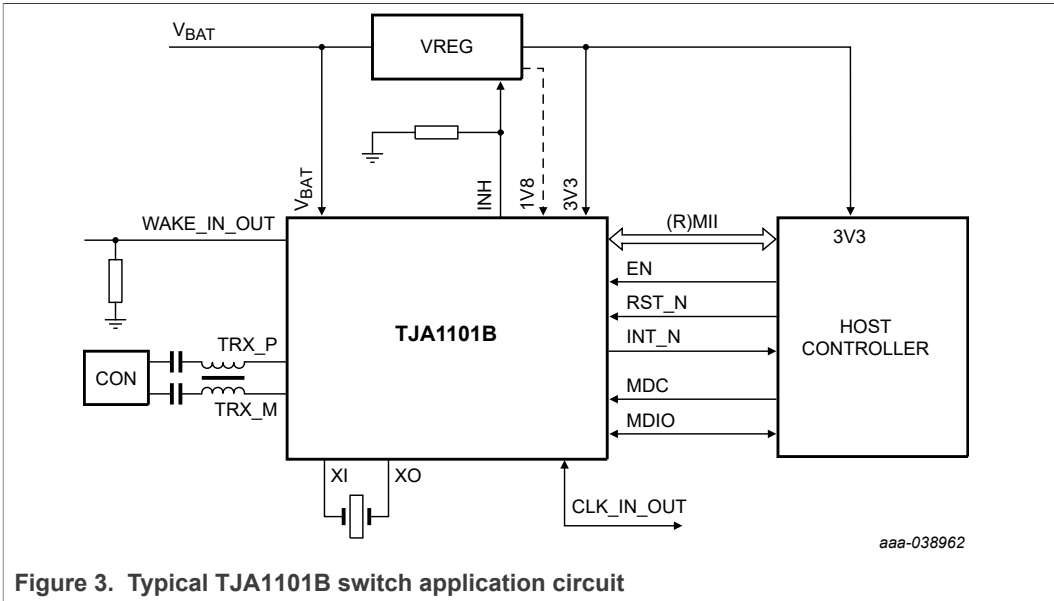 VBAT
VREG
VBAT
INH
1V8
3V3
WAKE_IN_OUT
(R)MII
3V3
EN
RST_N
TJA1101B
INT_N
HOST
CONTROLLER
TRX_P
CON
TRX_M
MDC
MDIO
XI
XO
CLK_IN_OUT
aaa-038962
Figure 3. Typical TJA1101B switch application circuit